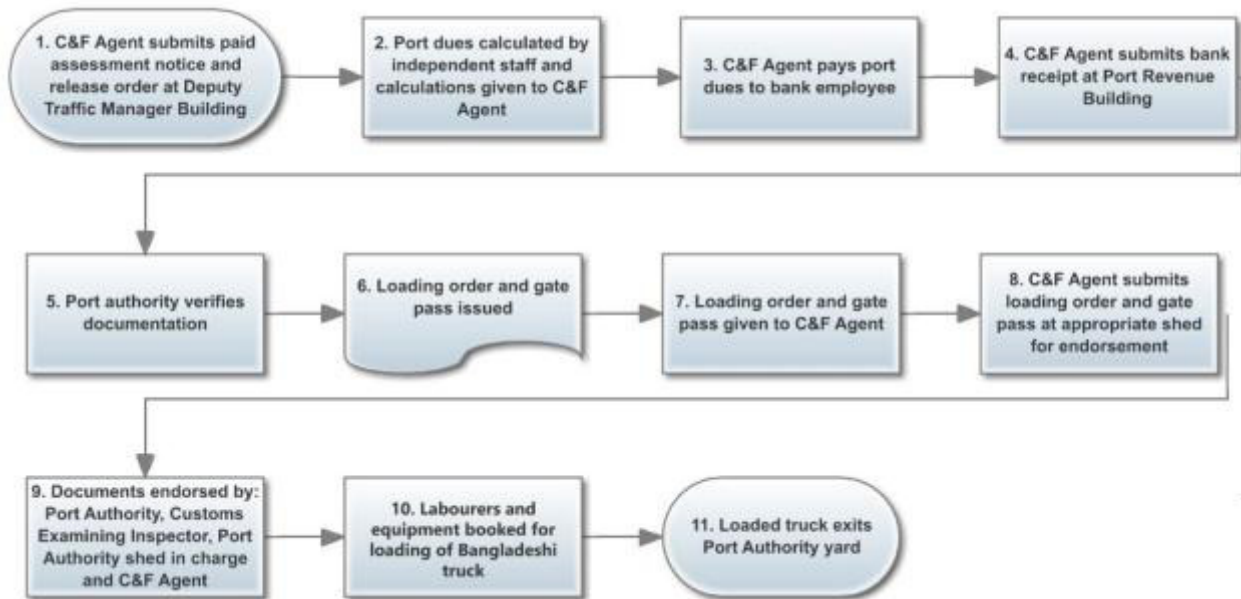 1. C&F Agent submits paid
assessment notice and
release order at Deputy
Traffic Manager Building
2. Port dues calculated by
independent staff and
calculations given to C&F
Agent
3. C&F Agent pays port
dues to bank employee
4. C&F Agent submits bank
receipt at Port Revenue
Building
5. Port authority verifies
documentation
6. Loading order and gate
pass issued
7. Loading order and gate
pass given to C&F Agent
8. C&F Agent submits
loading order and gate
pass at appropriate shed
for endorsement
9. Documents endorsed by:
Port Authority, Customs
Examining Inspector, Port
Authority shed in charge
and C&F Agent
10. Labourers and
equipment booked for
loading of Bangladeshi
truck
11. Loaded truck exits
Port Authority yard